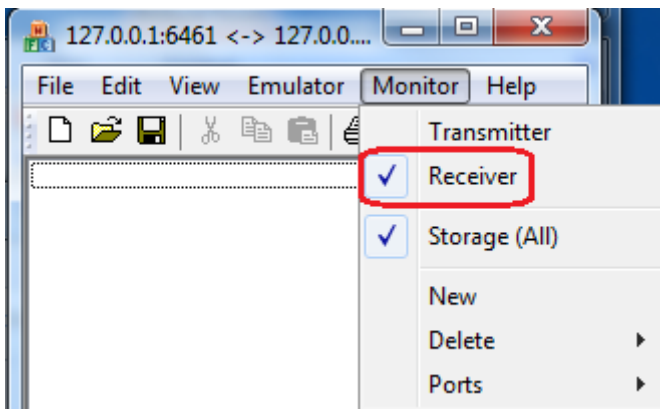 127.0.0.1:6461 <-> 127.0.0....
File Edit View Emulator Monitor Help
Transmitter
Receiver
Storage (All)
New
Delete
Ports